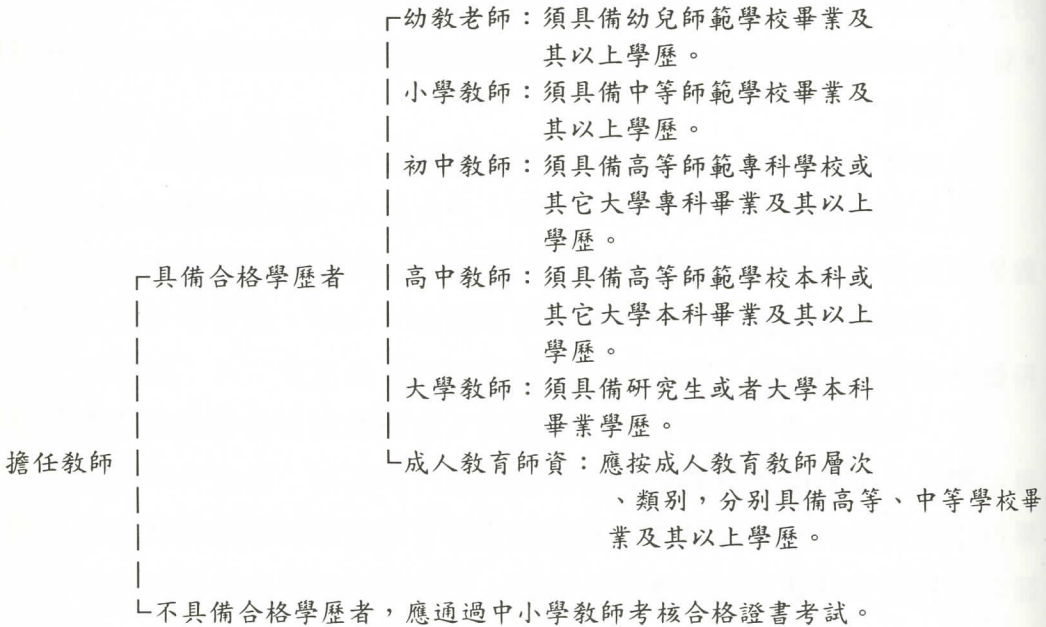 幼教老師：須具備幼兒師範學校畢業及
其以上學歷。
小學教師：須具備中等師範學校畢業及
其以上學歷。
初中教師：須具備高等師範專科學校或
其它大學專科畢業及其以上
學歷。
具備合格學歷者
高中教師：須具備高等師範學校本科或
其它大學本科畢業及其以上
學歷。
大學教師：須具備研究生或者大學本科
畢業學歷。
擔任教師
成人教育師資：應按成人教育教師層次
、類別，分別具備高等、中等學校畢
業及其以上學歷。
不具備合格學歷者，應通過中小學教師考核合格證書考試。